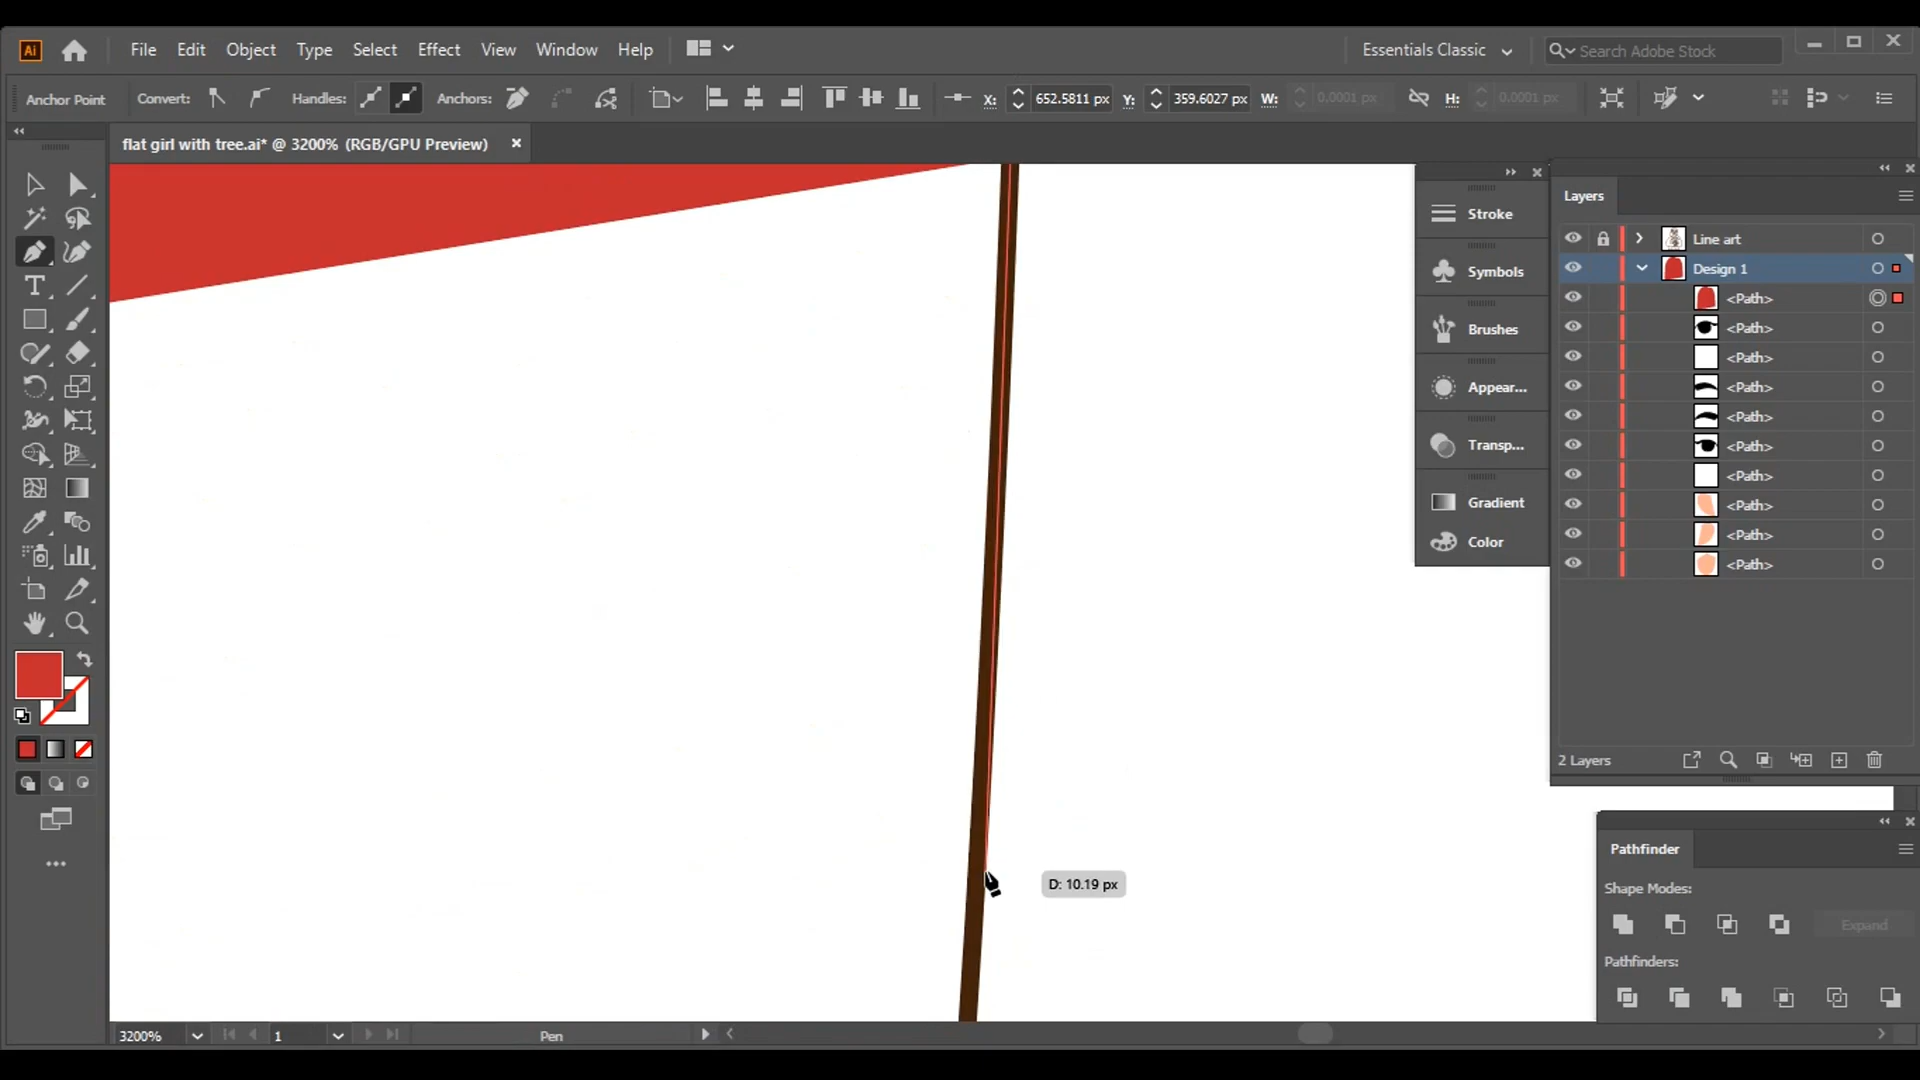 Ai File Edit Object Type Select Effect View Window Help Essentials Classic Search Adobe Stock
Anchor Point Convert: Handles: Anchors: X: 652.5811 px Y: 359.6027 px W: 0,0001 px H: 0,0001 px
flat girl with tree.ai* @ 3200% (RGB/GPU Preview)
Stroke
Symbols
Brushes
Appear...
Transp...
Gradient
Color
Layers
Line art
Design 1
<Path>
<Path>
<Path>
<Path>
<Path>
<Path>
<Path>
<Path>
<Path>
<Path>
2 Layers
Pathfinder
Shape Modes:
Expand
Pathfinders:
D: 10.19 px
3200% 1 Pen